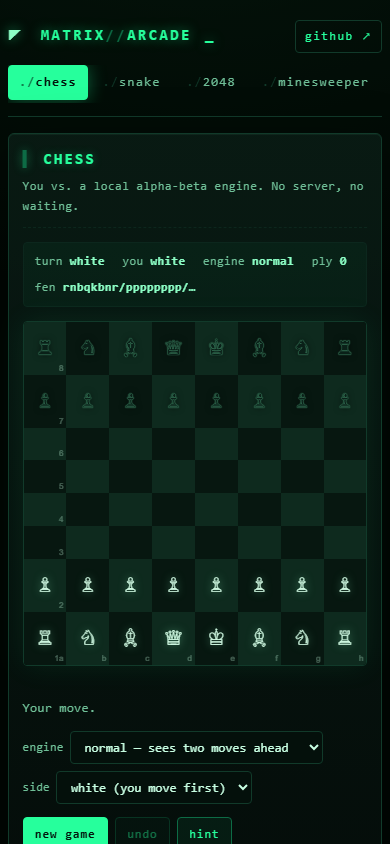 MATRIX//ARCADE _
github ↗
./chess ./snake ./2048 ./minesweeper
CHESS
You vs. a local alpha-beta engine. No server, no
waiting.
turn white you white engine normal ply 0
fen rnbqkbnr/pppppppp/…
8
7
6
5
4
3
2
1a b c d e f g h
Your move.
engine normal — sees two moves ahead
side white (you move first)
new game undo hint